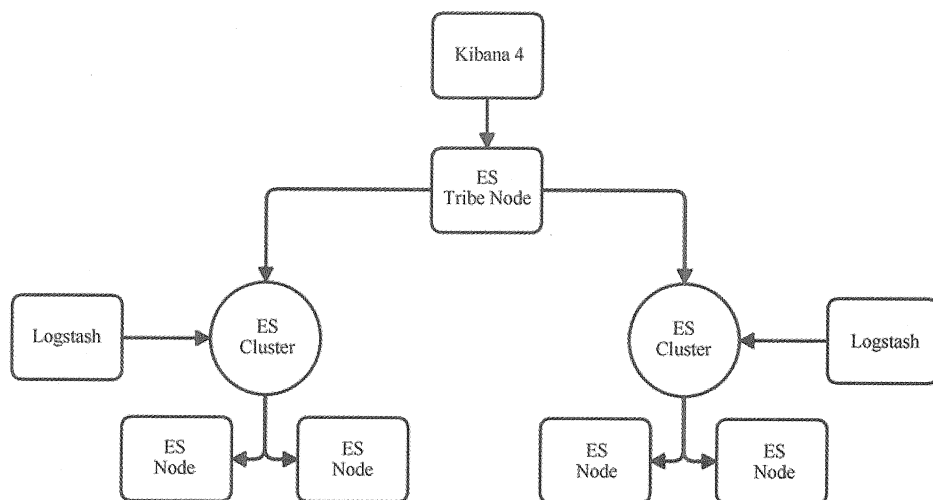 Kibana 4
ES
Tribe Node
Logstash
ES
Cluster
ES
Cluster
Logstash
ES
Node
ES
Node
ES
Node
ES
Node